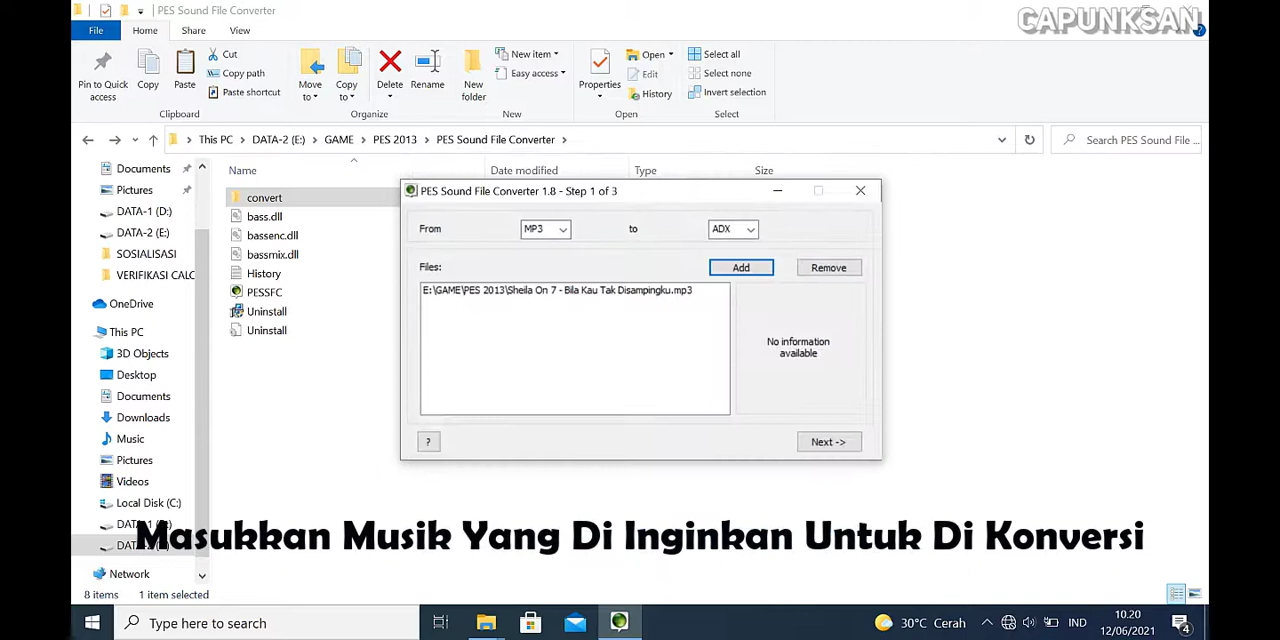 PES Sound File Converter
CAPUNKSAN
File
Home
Share
View
Pin to Quick access
Copy
Paste
Cut
Copy path
Paste shortcut
Move to
Copy to
Delete
Rename
New folder
New item
Easy access
Properties
Open
Edit
History
Select all
Select none
Invert selection
Clipboard
Organize
New
Open
Select
This PC
DATA-2 (E:)
GAME
PES 2013
PES Sound File Converter
Search PES Sound File ...
Documents
Pictures
DATA-1 (D:)
DATA-2 (E:)
SOSIALISASI
VERIFIKASI CALC
OneDrive
This PC
3D Objects
Desktop
Documents
Downloads
Music
Pictures
Videos
Local Disk (C:)
Network
Name
Date modified
Type
Size
convert
bass.dll
bassenc.dll
bassmix.dll
History
PESSFC
Uninstall
Uninstall
PES Sound File Converter 1.8 - Step 1 of 3
From
MP3
to
ADX
Files:
Add
Remove
E:\GAME\PES 2013\Sheila On 7 - Bila Kau Tak Disampingku.mp3
No information
available
?
Next ->
Masukkan Musik Yang Di Inginkan Untuk Di Konversi
8 items
1 item selected
Type here to search
30°C Cerah
IND
10.20
12/06/2021
4